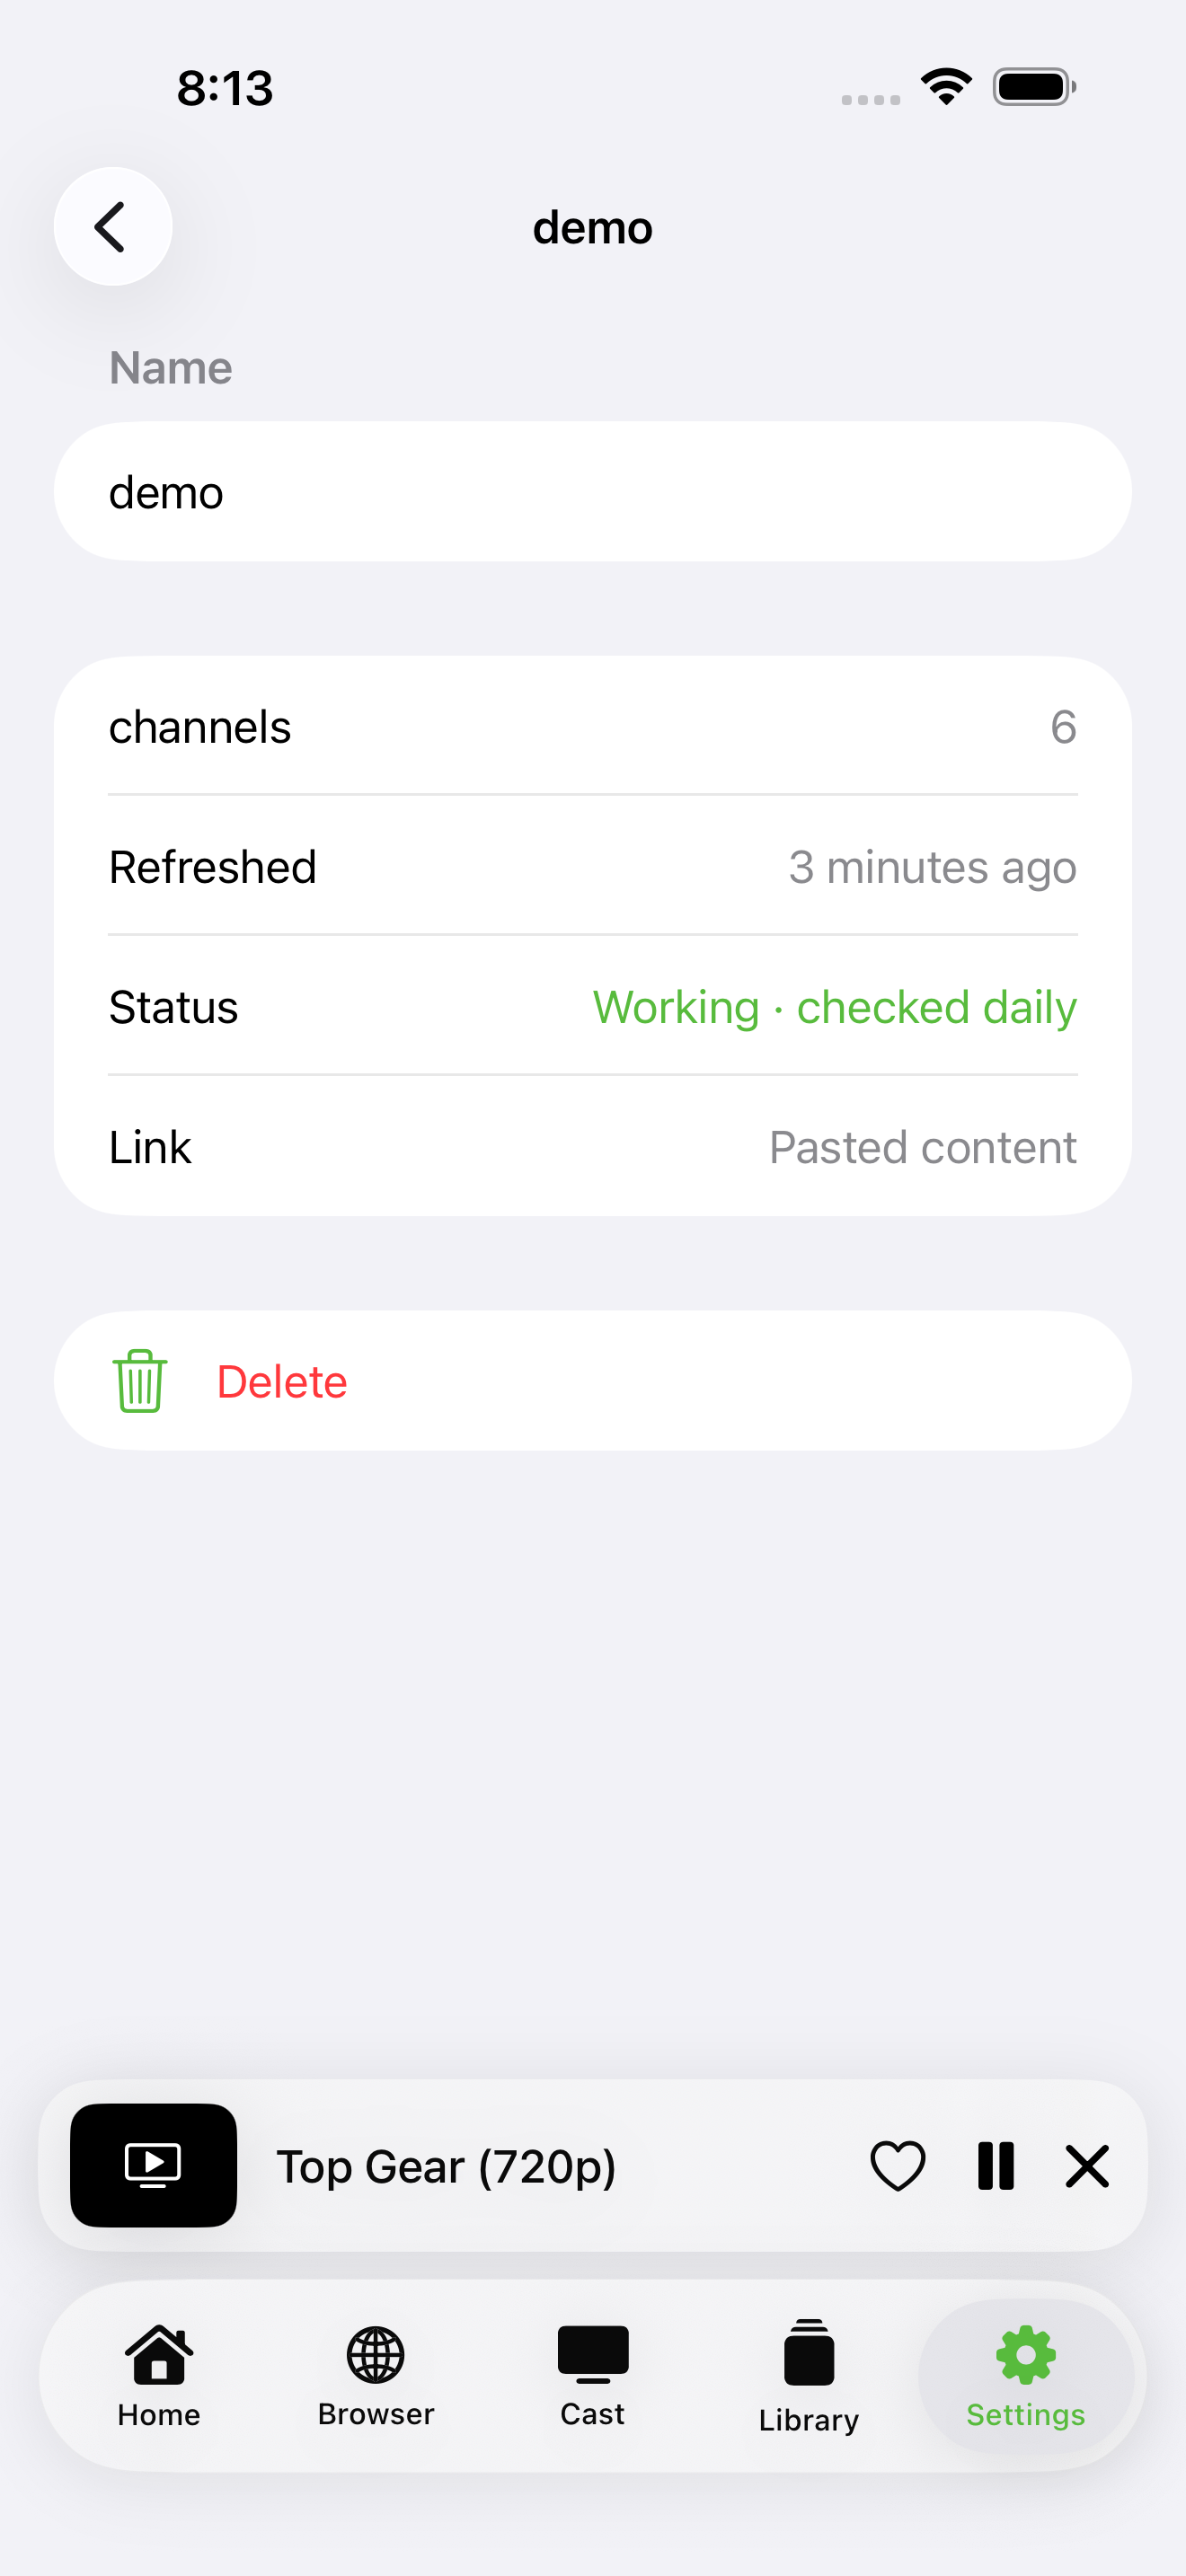 8:13
demo
Name
demo
channels 6
Refreshed 3 minutes ago
Status Working · checked daily
Link Pasted content
Delete
Top Gear (720p)
Home Browser Cast Library Settings